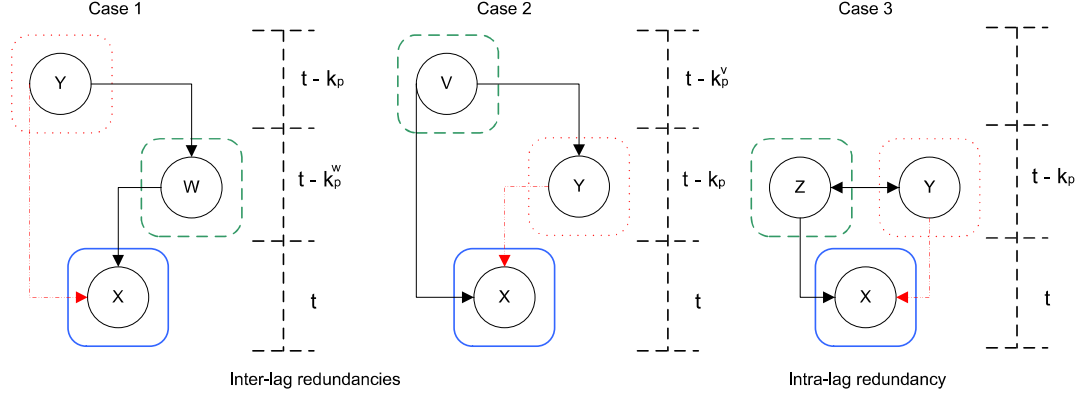 Case 1
Case 2
Case 3
Y
t - kp
W
t - kpw
X
t
V
t - kpv
Y
t - kp
X
t
Z
Y
t - kp
X
t
Inter-lag redundancies
Intra-lag redundancy